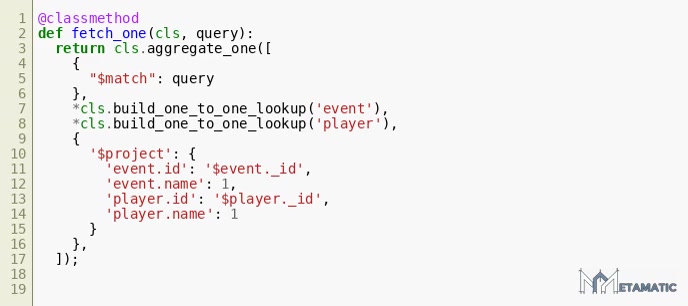 1 @classmethod
2 def fetch_one(cls, query):
3   return cls.aggregate_one([
4     {
5       "$match": query
6     },
7     *cls.build_one_to_one_lookup('event'),
8     *cls.build_one_to_one_lookup('player'),
9     {
10       '$project': {
11         'event.id': '$event._id',
12         'event.name': 1,
13         'player.id': '$player._id',
14         'player.name': 1
15       }
16     },
17   ]);
18
19
METAMATIC